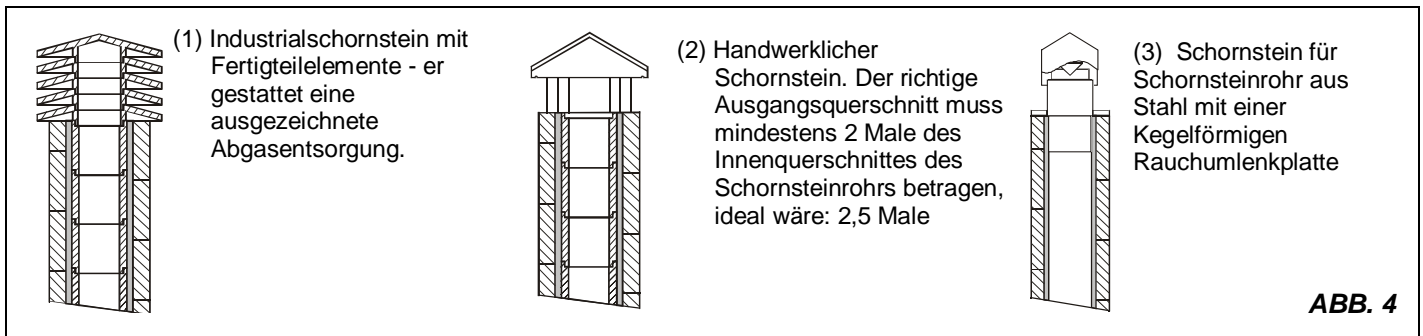 (1) Industrialschornstein mit
Fertigteilelemente - er
gestattet eine
ausgezeichnete
Abgasentsorgung.
(2) Handwerklicher
Schornstein. Der richtige
Ausgangsquerschnitt muss
mindestens 2 Male des
Innenquerschnittes des
Schornsteinrohrs betragen,
ideal wäre: 2,5 Male
(3) Schornstein für
Schornsteinrohr aus
Stahl mit einer
Kegelförmigen
Rauchumlenkplatte
ABB. 4